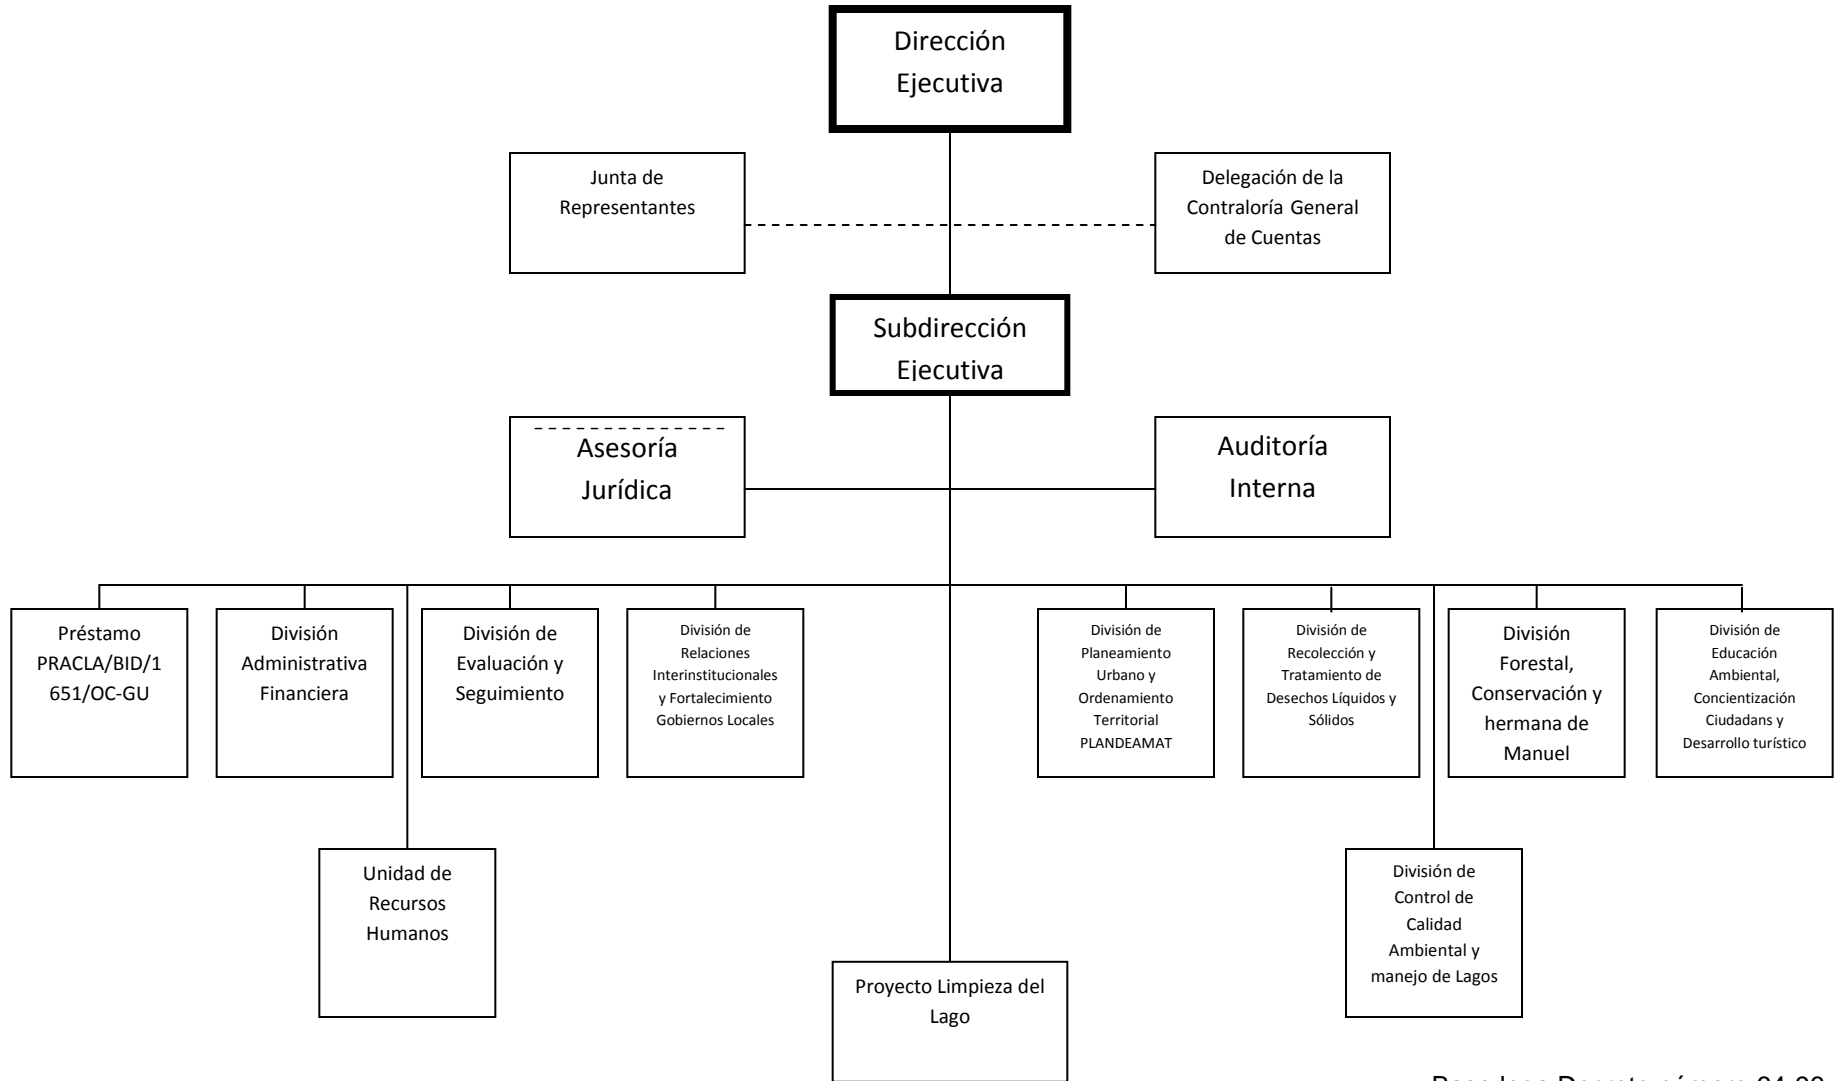 Dirección
Ejecutiva
Junta de
Representantes
Delegación de la
Contraloría General
de Cuentas
Subdirección
Ejecutiva
Asesoría
Jurídica
Auditoría
Interna
Préstamo
PRACLA/BID/1
651/OC-GU
División
Administrativa
Financiera
División de
Evaluación y
Seguimiento
División de
Relaciones
Interinstitucionales
y Fortalecimiento
Gobiernos Locales
División de
Planeamiento
Urbano y
Ordenamiento
Territorial
PLANDEAMAT
División de
Recolección y
Tratamiento de
Desechos Líquidos y
Sólidos
División
Forestal,
Conservación y
hermana de
Manuel
División de
Educación
Ambiental,
Concientización
Ciudadans y
Desarrollo turístico
Unidad de
Recursos
Humanos
División de
Control de
Calidad
Ambiental y
manejo de Lagos
Proyecto Limpieza del
Lago